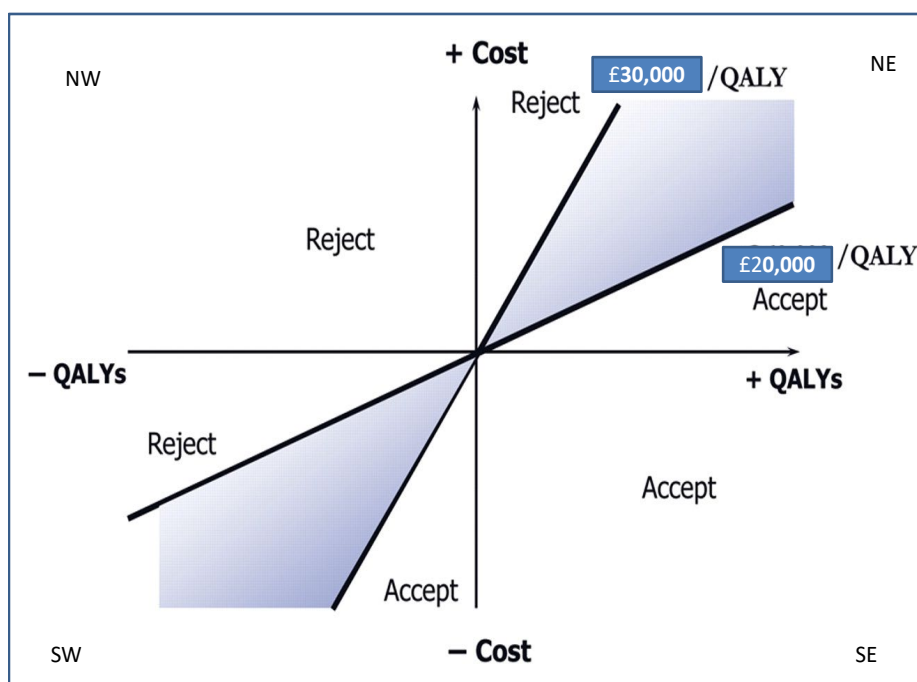 + Cost
NW
£30,000 /QALY
NE
Reject
Reject
£20,000 /QALY
Accept
− QALYs
+ QALYs
Reject
Accept
Accept
− Cost
SW
SE